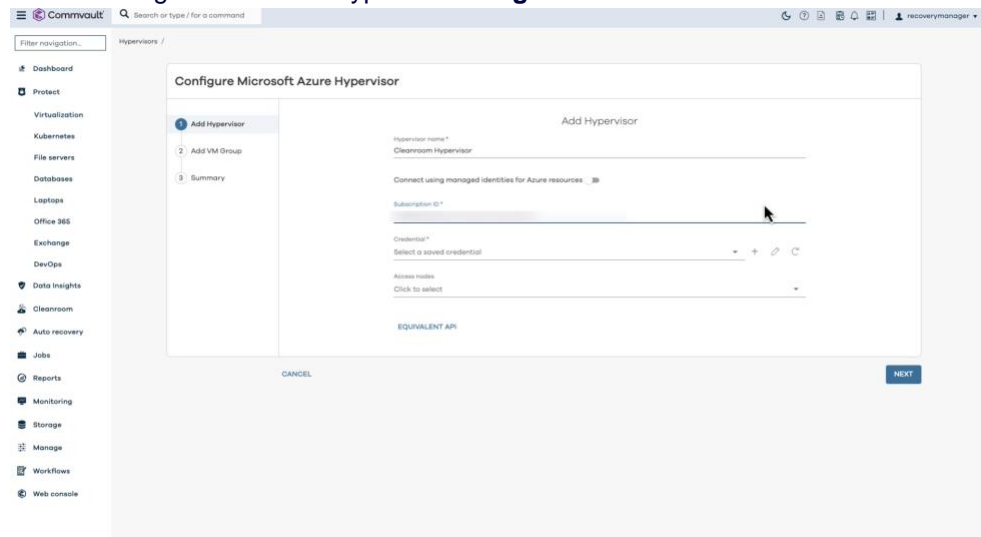 Commvault
Search or type / for a command
recoverymanager
Filter navigation...
Hypervisors /
Dashboard
Protect
Virtualization
Kubernetes
File servers
Databases
Laptops
Office 365
Exchange
DevOps
Data Insights
Cleanroom
Auto recovery
Jobs
Reports
Monitoring
Storage
Manage
Workflows
Web console
Configure Microsoft Azure Hypervisor
1 Add Hypervisor
2 Add VM Group
3 Summary
Add Hypervisor
Hypervisor name *
Cleanroom Hypervisor
Connect using managed identities for Azure resources
Subscription ID *
Credential *
Select a saved credential
Access nodes
Click to select
EQUIVALENT API
CANCEL
NEXT